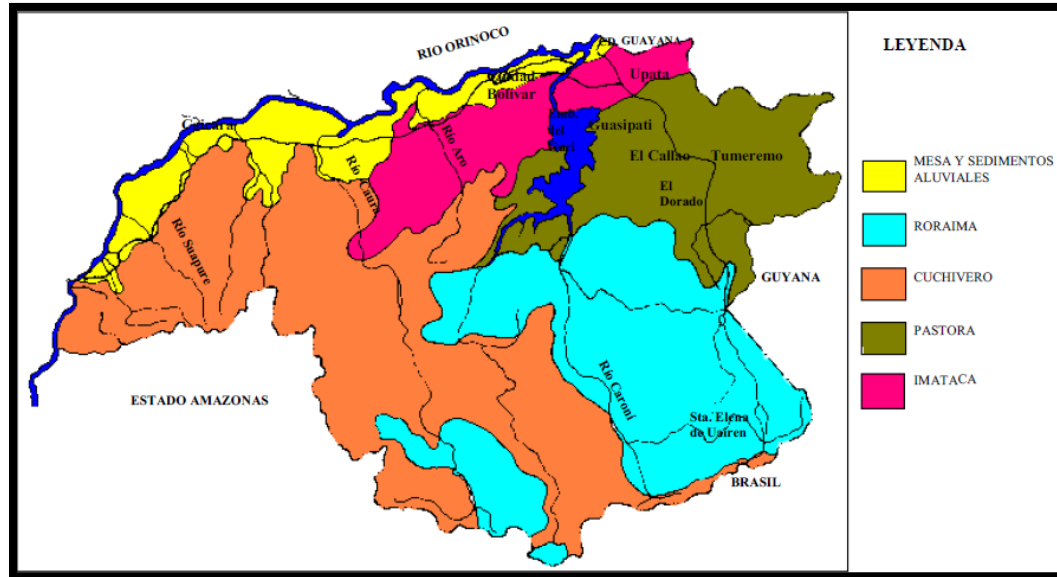 RIO ORINOCO
CD. GUAYANA
LEYENDA
Upata
Ciudad
Bolívar
Caicara
Guasipati
Río Aro
El Callao
Tumeremo
MESA Y SEDIMENTOS
ALUVIALES
Río Caura
El
Dorado
Río Suapure
RORAIMA
GUYANA
CUCHIVERO
PASTORA
IMATACA
ESTADO AMAZONAS
Río Caroní
Sta. Elena
de Uairen
BRASIL